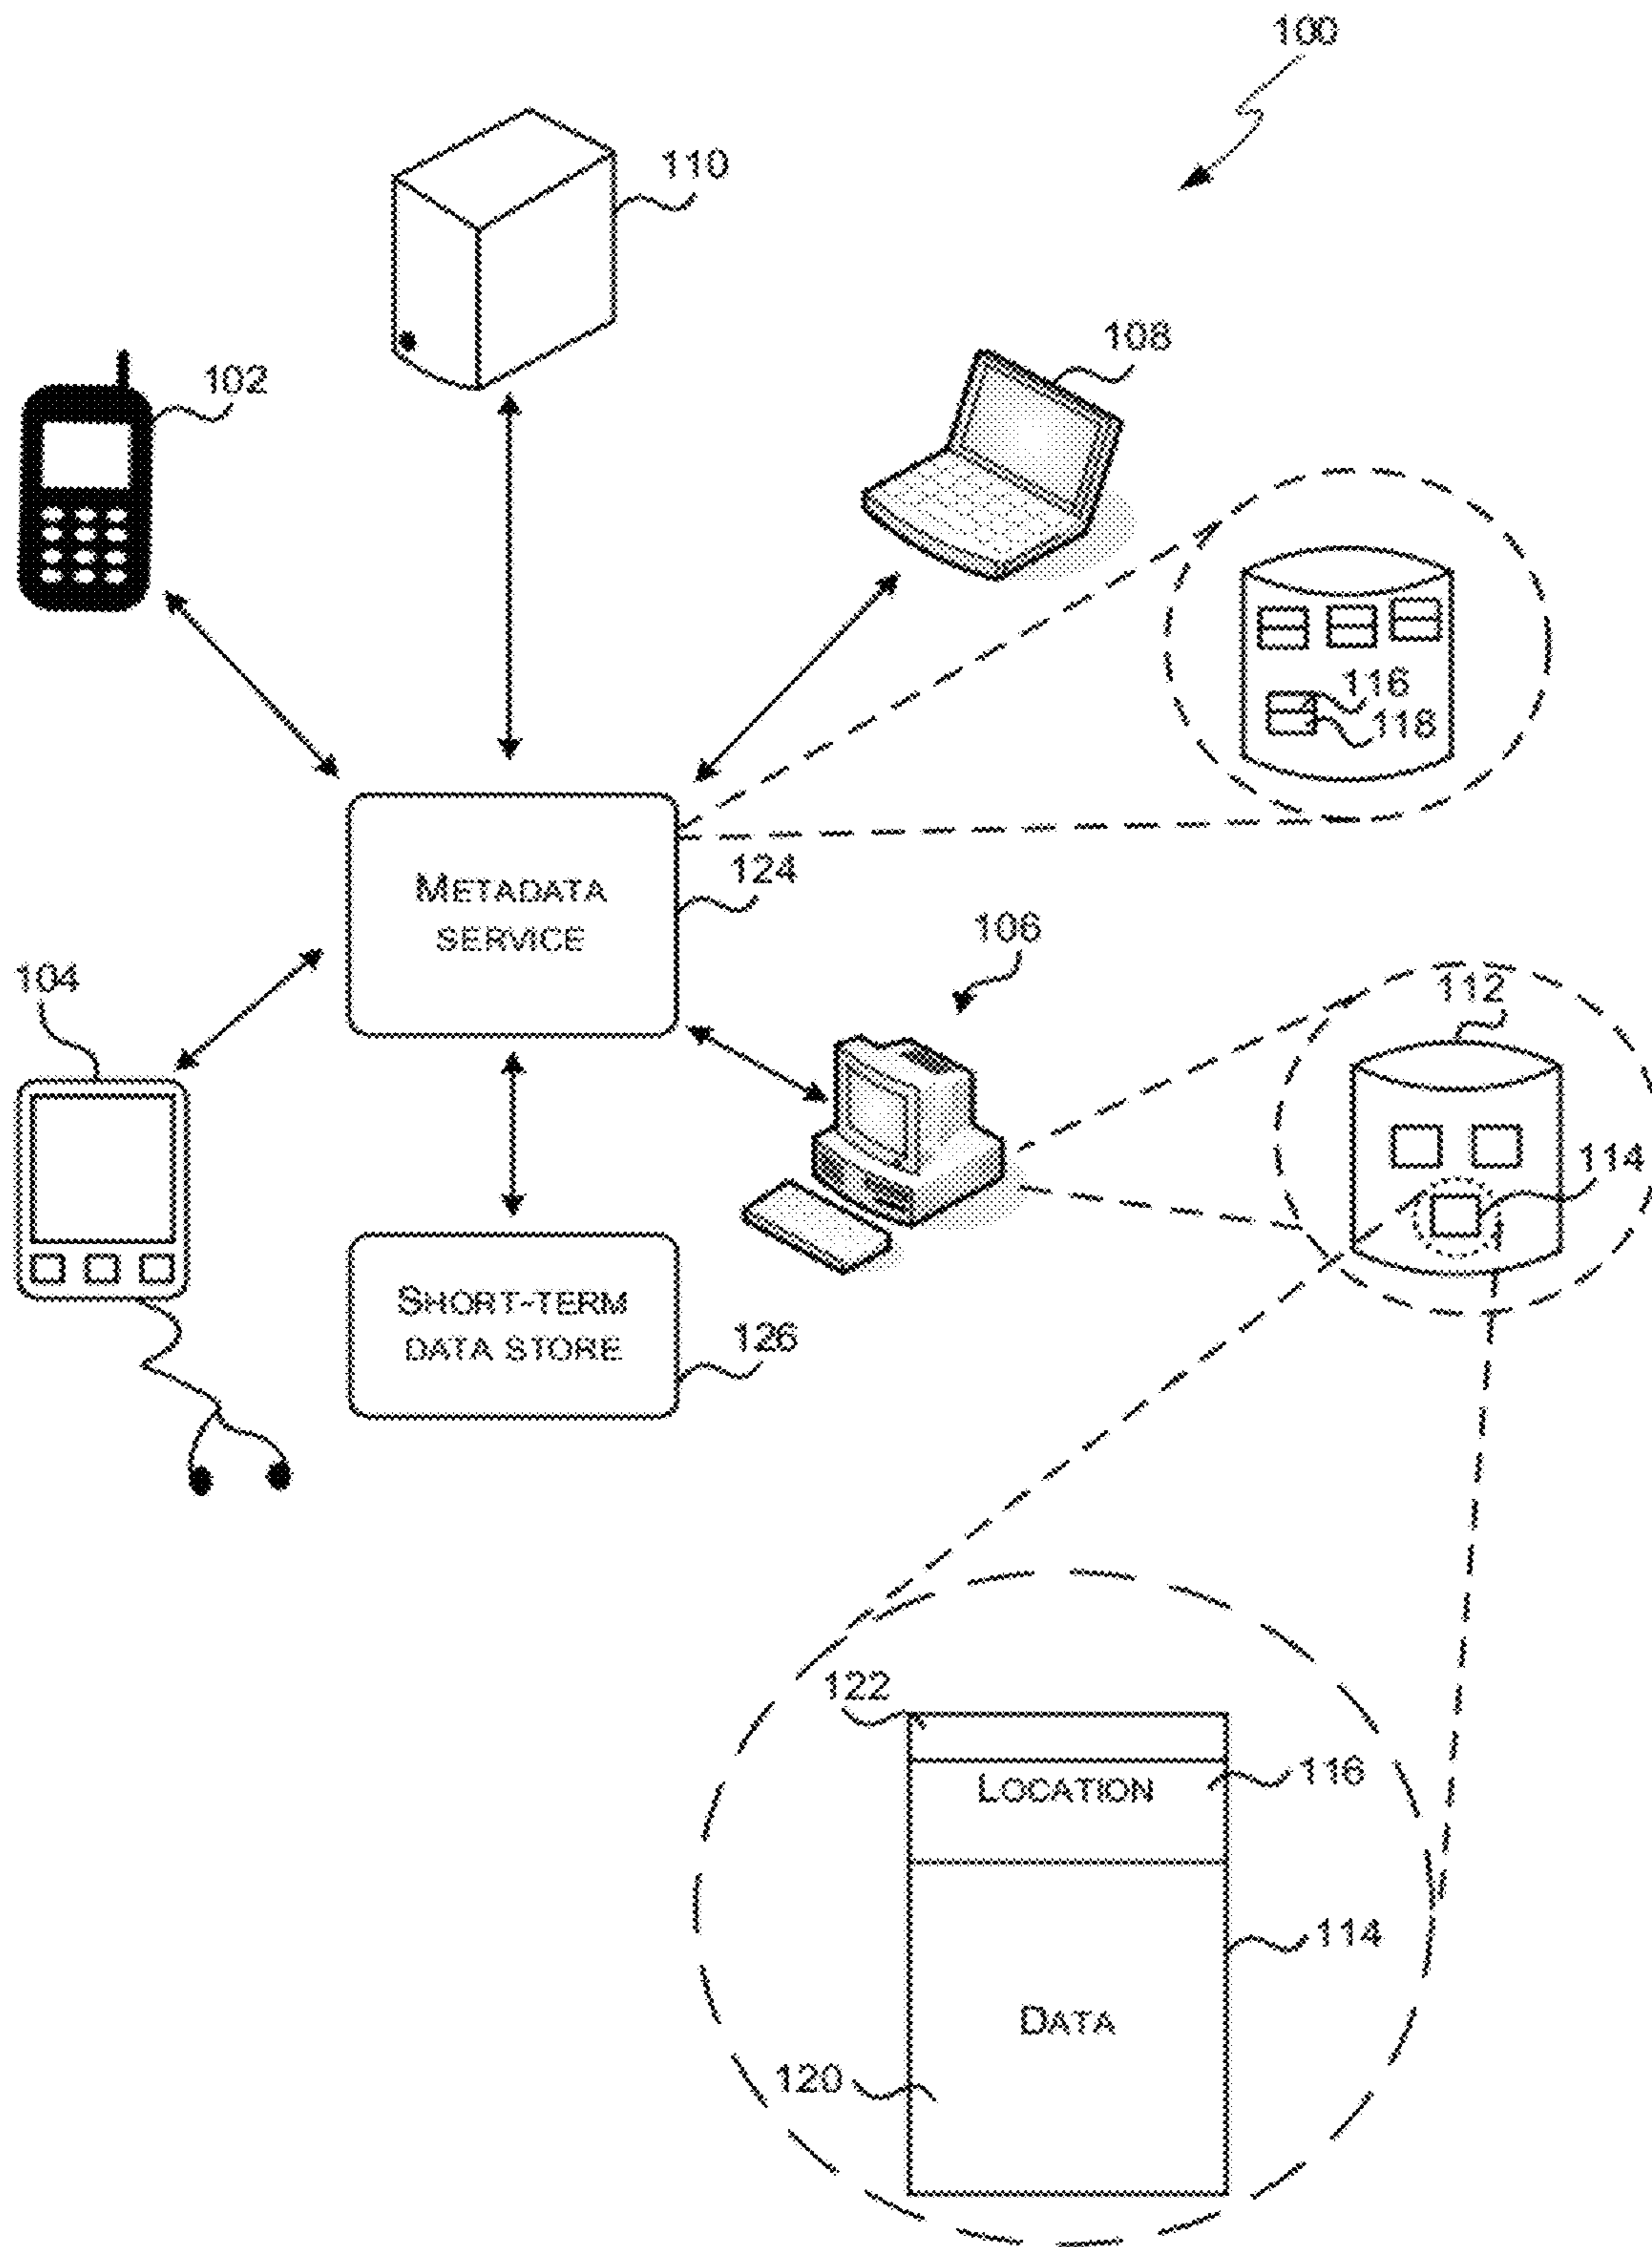 100
110
108
102
116
118
124
METADATA
SERVICE
106
104
112
114
SHORT-TERM
DATA STORE
126
122
116
LOCATION
114
DATA
120